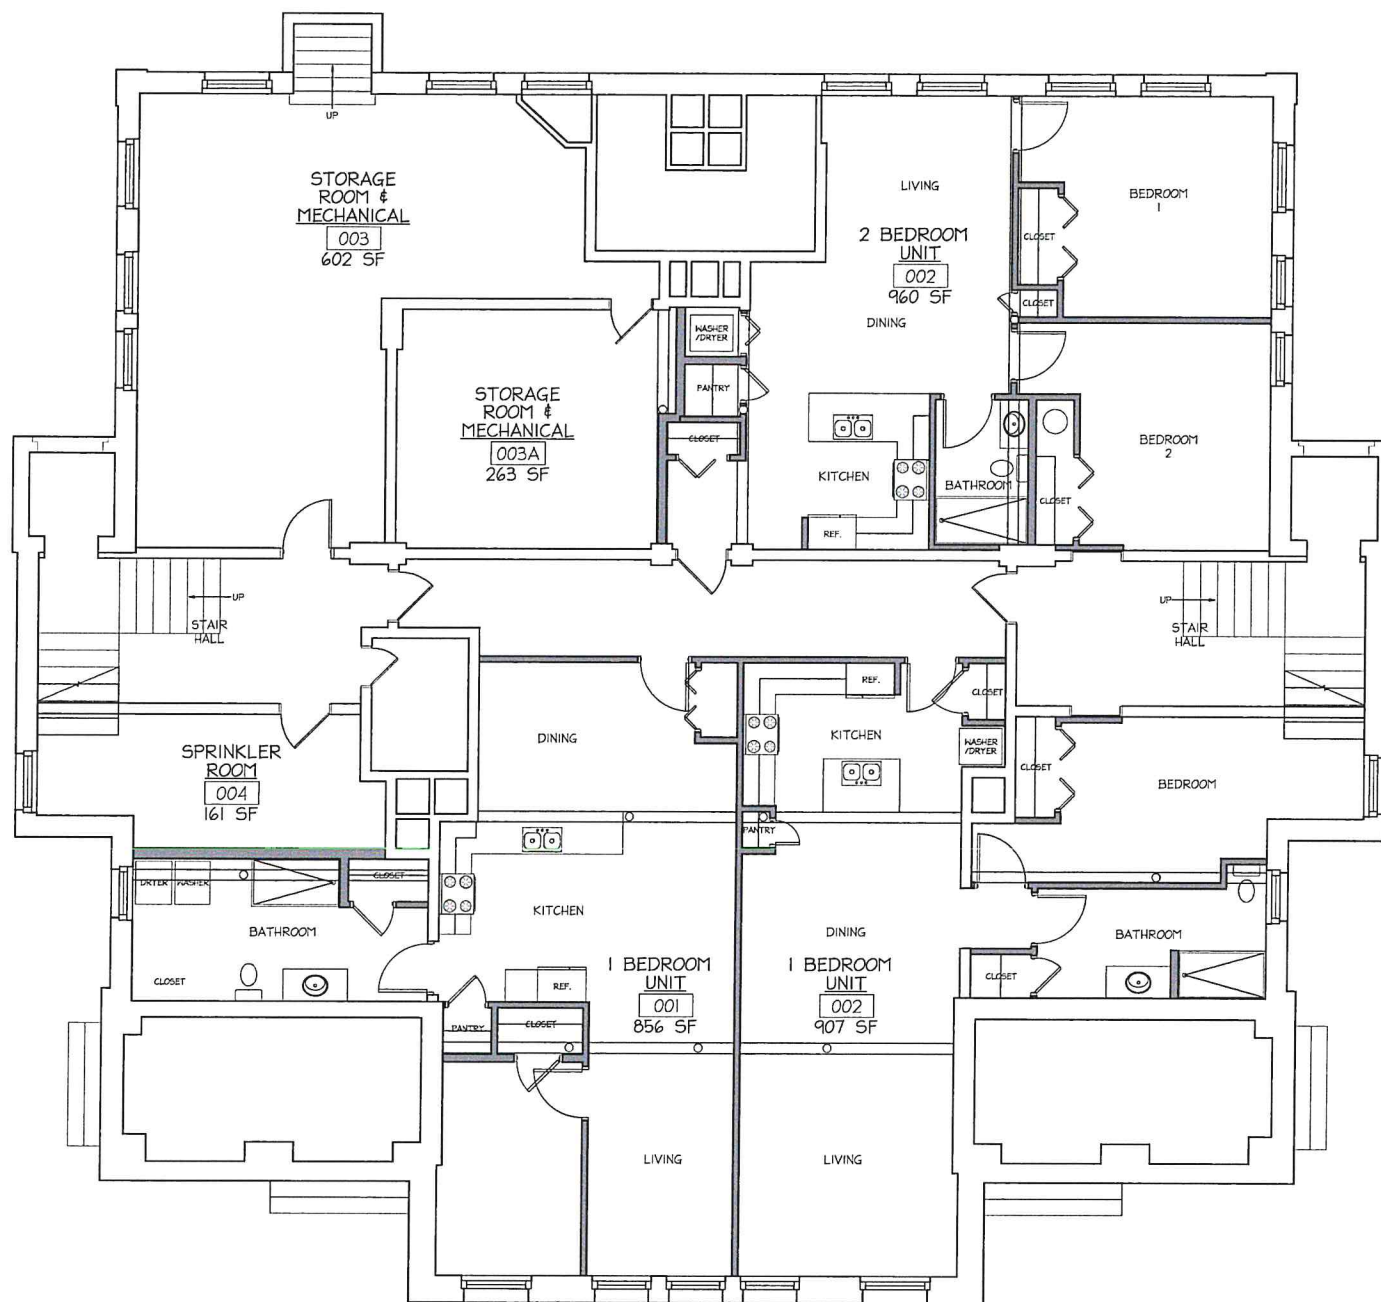 UP
STORAGE
ROOM &
MECHANICAL
003
602 SF
LIVING
2 BEDROOM
UNIT
002
960 SF
DINING
BEDROOM
1
CLOSET
CLOSET
WASHER
/DRYER
PANTRY
STORAGE
ROOM &
MECHANICAL
003A
263 SF
CLOSET
KITCHEN
REF.
BATHROOM
CLOSET
BEDROOM
2
UP
STAIR
HALL
UP
STAIR
HALL
DINING
REF.
KITCHEN
CLOSET
WASHER
/DRYER
CLOSET
BEDROOM
SPRINKLER
ROOM
004
161 SF
PANTRY
DRYER
WASHER
CLOSET
BATHROOM
CLOSET
KITCHEN
REF.
1 BEDROOM
UNIT
001
856 SF
DINING
1 BEDROOM
UNIT
002
907 SF
BATHROOM
CLOSET
PANTRY
CLOSET
LIVING
LIVING